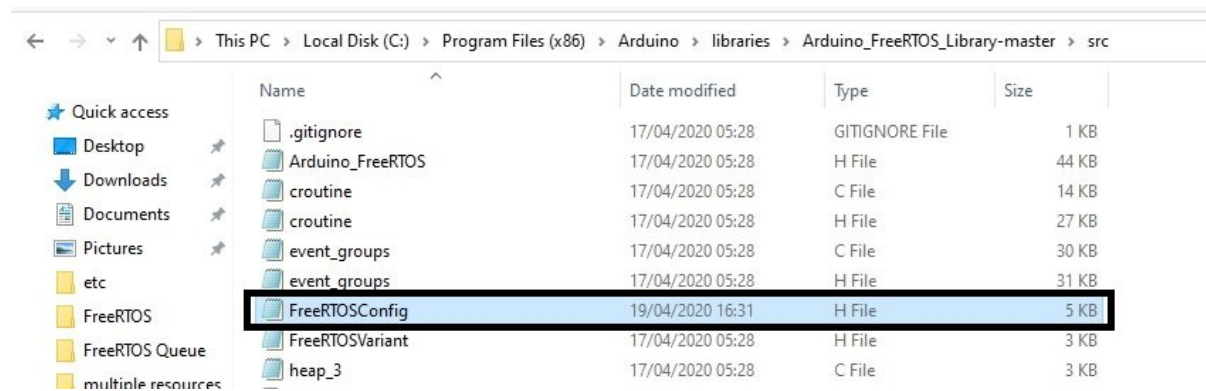 This PC > Local Disk (C:) > Program Files (x86) > Arduino > libraries > Arduino_FreeRTOS_Library-master > src
Quick access
Desktop
Downloads
Documents
Pictures
etc
FreeRTOS
FreeRTOS Queue
multiple resources
Name Date modified Type Size
.gitignore 17/04/2020 05:28 GITIGNORE File 1 KB
Arduino_FreeRTOS 17/04/2020 05:28 H File 44 KB
croutine 17/04/2020 05:28 C File 14 KB
croutine 17/04/2020 05:28 H File 27 KB
event_groups 17/04/2020 05:28 C File 30 KB
event_groups 17/04/2020 05:28 H File 31 KB
FreeRTOSConfig 19/04/2020 16:31 H File 5 KB
FreeRTOSVariant 17/04/2020 05:28 H File 3 KB
heap_3 17/04/2020 05:28 C File 3 KB